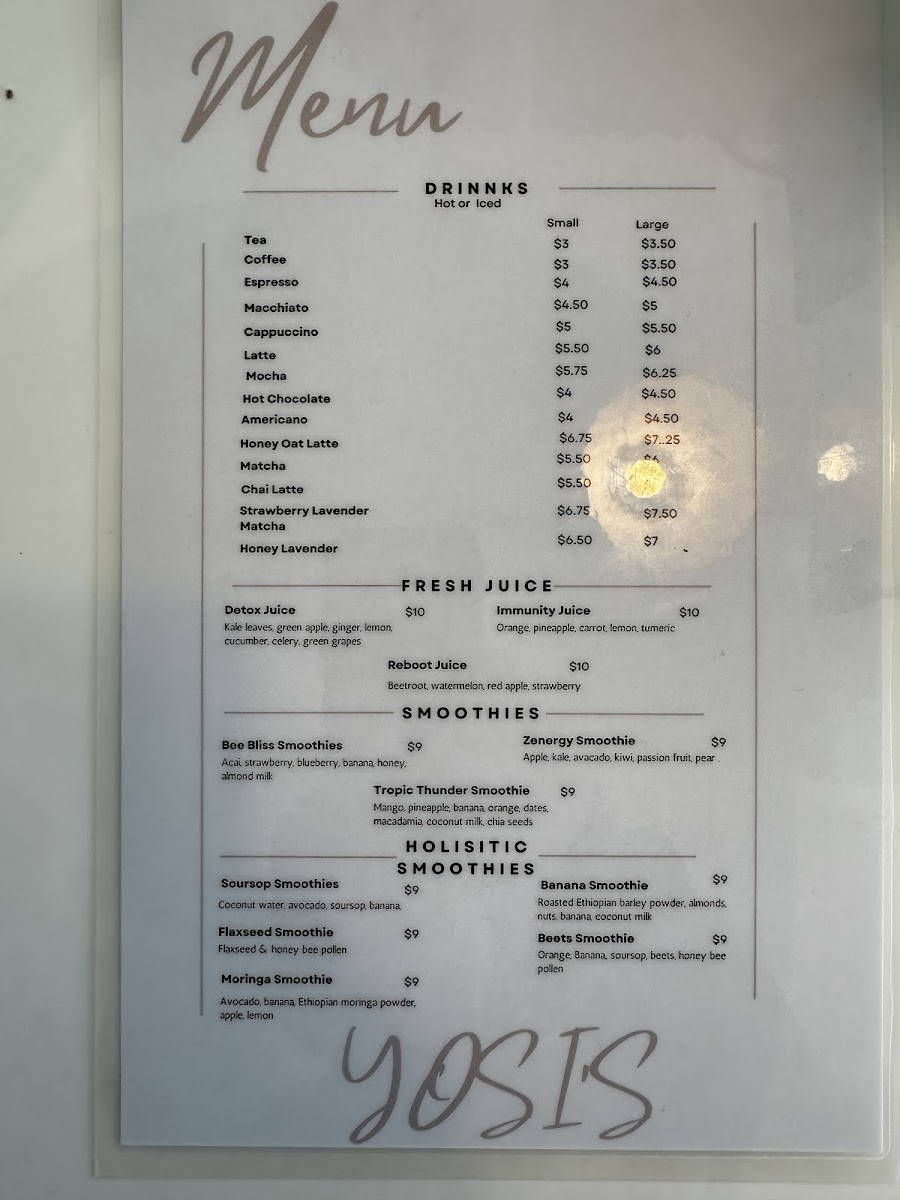 Menu
DRINNKS
Hot or Iced
Small Large
Tea $3 $3.50
Coffee $3 $3.50
Espresso $4 $4.50
Macchiato $4.50 $5
Cappuccino $5 $5.50
Latte $5.50 $6
Mocha $5.75 $6.25
Hot Chocolate $4 $4.50
Americano $4 $4.50
Honey Oat Latte $6.75 $7..25
Matcha $5.50 $6
Chai Latte $5.50
Strawberry Lavender $6.75 $7.50
Matcha
Honey Lavender $6.50 $7
FRESH JUICE
Detox Juice $10
Kale leaves, green apple, ginger, lemon,
cucumber, celery, green grapes
Immunity Juice $10
Orange, pineapple, carrot, lemon, tumeric
Reboot Juice $10
Beetroot, watermelon, red apple, strawberry
SMOOTHIES
Bee Bliss Smoothies $9
Acai, strawberry, blueberry, banana, honey,
almond milk
Zenergy Smoothie $9
Apple, kale, avacado, kiwi, passion fruit, pear .
Tropic Thunder Smoothie $9
Mango, pineapple, banana, orange, dates,
macadamia, coconut milk, chia seeds
HOLISITIC
SMOOTHIES
Soursop Smoothies $9
Coconut water, avocado, soursop, banana,
Banana Smoothie $9
Roasted Ethiopian barley powder, almonds,
nuts, banana, coconut milk
Flaxseed Smoothie $9
Flaxseed & honey bee pollen
Beets Smoothie $9
Orange, Banana, soursop, beets, honey bee
pollen
Moringa Smoothie $9
Avocado, banana, Ethiopian moringa powder,
apple, lemon
YOSI'S